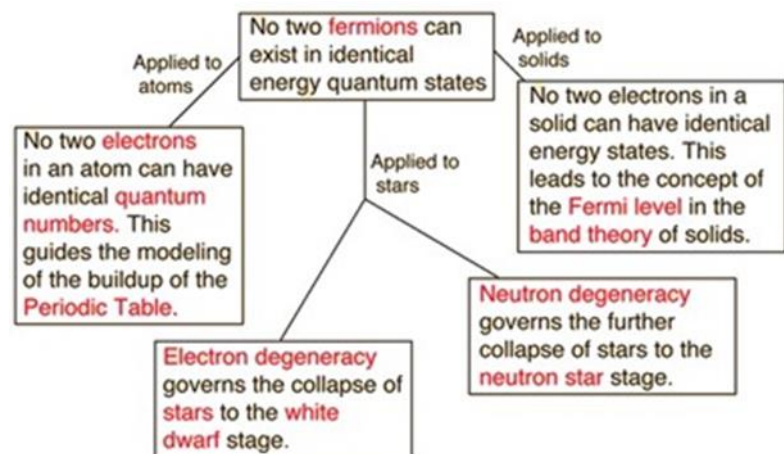 No two fermions can
exist in identical
energy quantum states
Applied to
atoms
Applied to
solids
No two electrons
in an atom can have
identical quantum
numbers. This
guides the modeling
of the buildup of the
Periodic Table.
Applied to
stars
No two electrons in a
solid can have identical
energy states. This
leads to the concept of
the Fermi level in the
band theory of solids.
Electron degeneracy
governs the collapse of
stars to the white
dwarf stage.
Neutron degeneracy
governs the further
collapse of stars to the
neutron star stage.